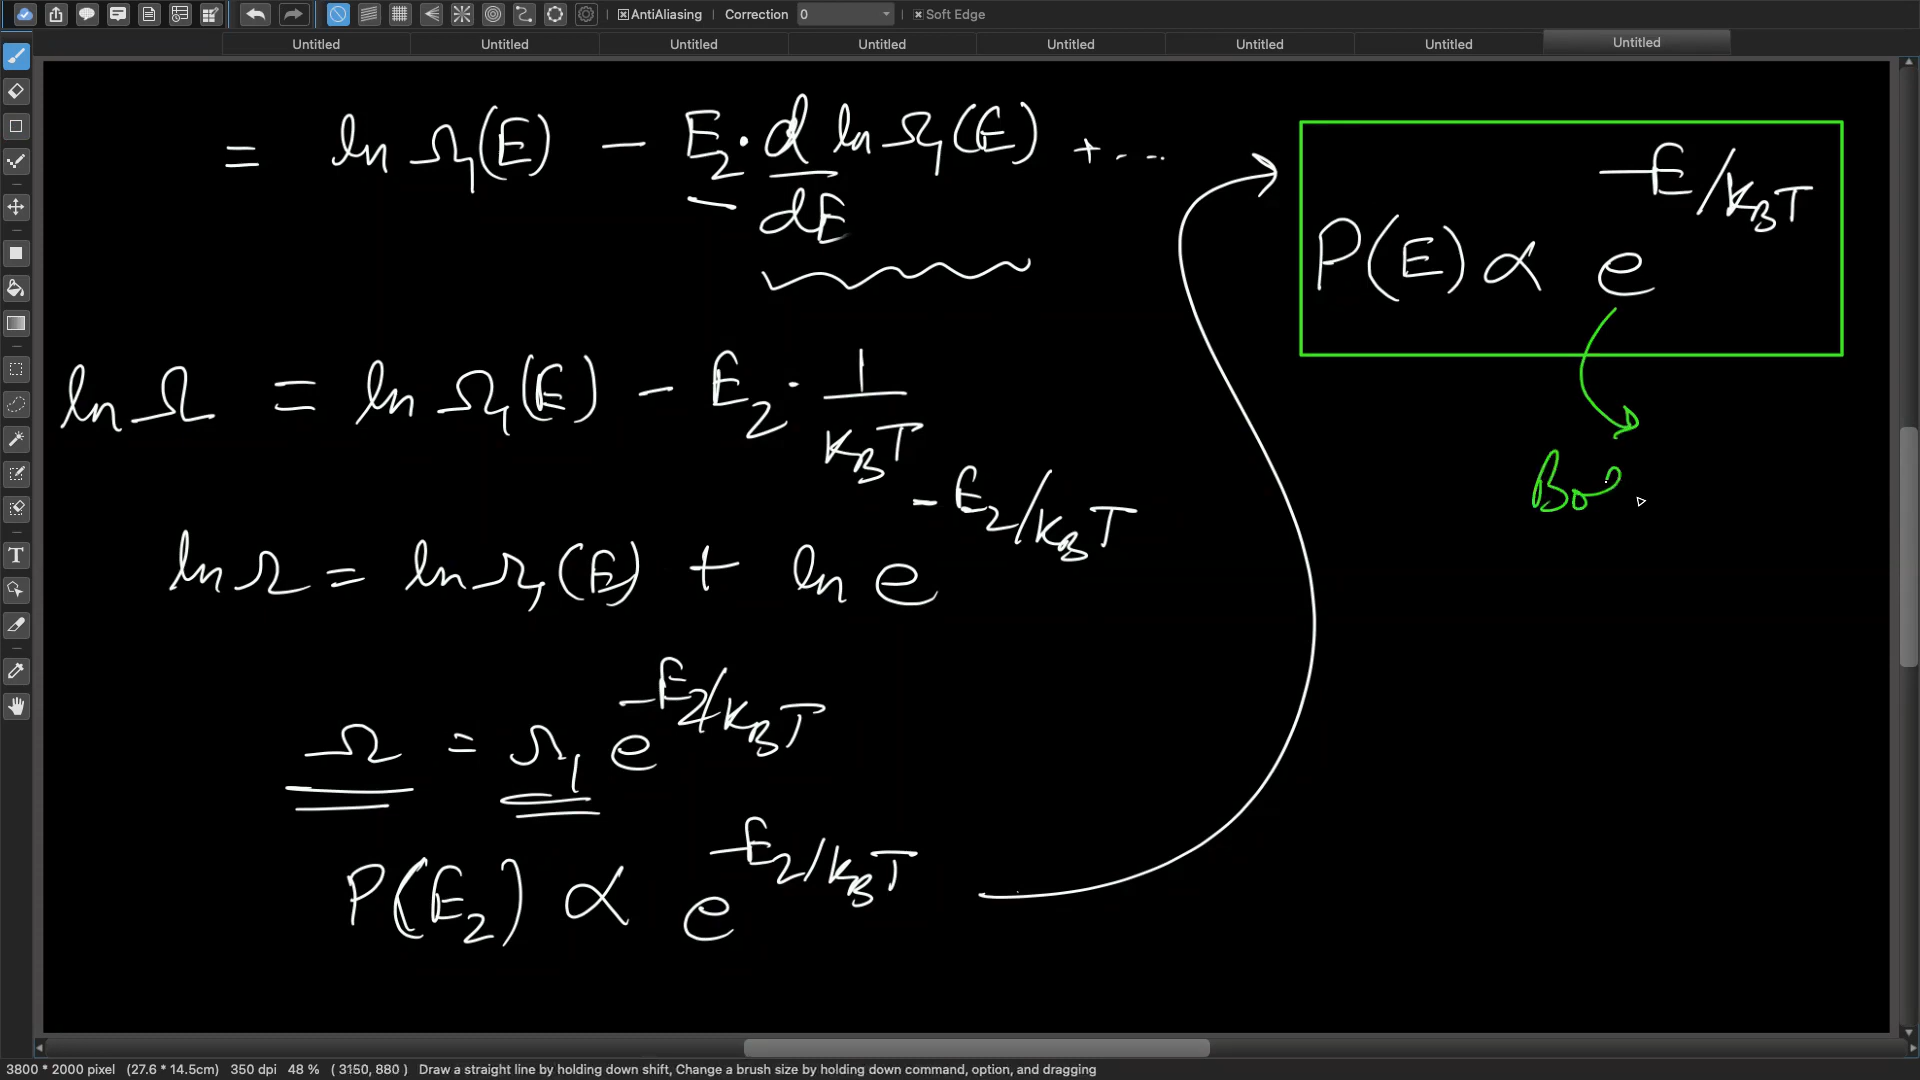 AntiAliasing Correction 0 Soft Edge
Untitled Untitled Untitled Untitled Untitled Untitled Untitled Untitled
= ln Ω₁(E) − E₂ · d/dE ln Ω₁(E) + ...
P(E) ∝ e^(−E/k_BT)
ln Ω = ln Ω₁(E) − E₂ · 1/k_BT
Bo
ln Ω = ln Ω₁(E) + ln e^(−E₂/k_BT)
Ω = Ω₁ e^(−E₂/k_BT)
P(E₂) ∝ e^(−E₂/k_BT)
T
3800 * 2000 pixel (27.6 * 14.5cm) 350 dpi 48 % ( 3150, 880 ) Draw a straight line by holding down shift, Change a brush size by holding down command, option, and dragging